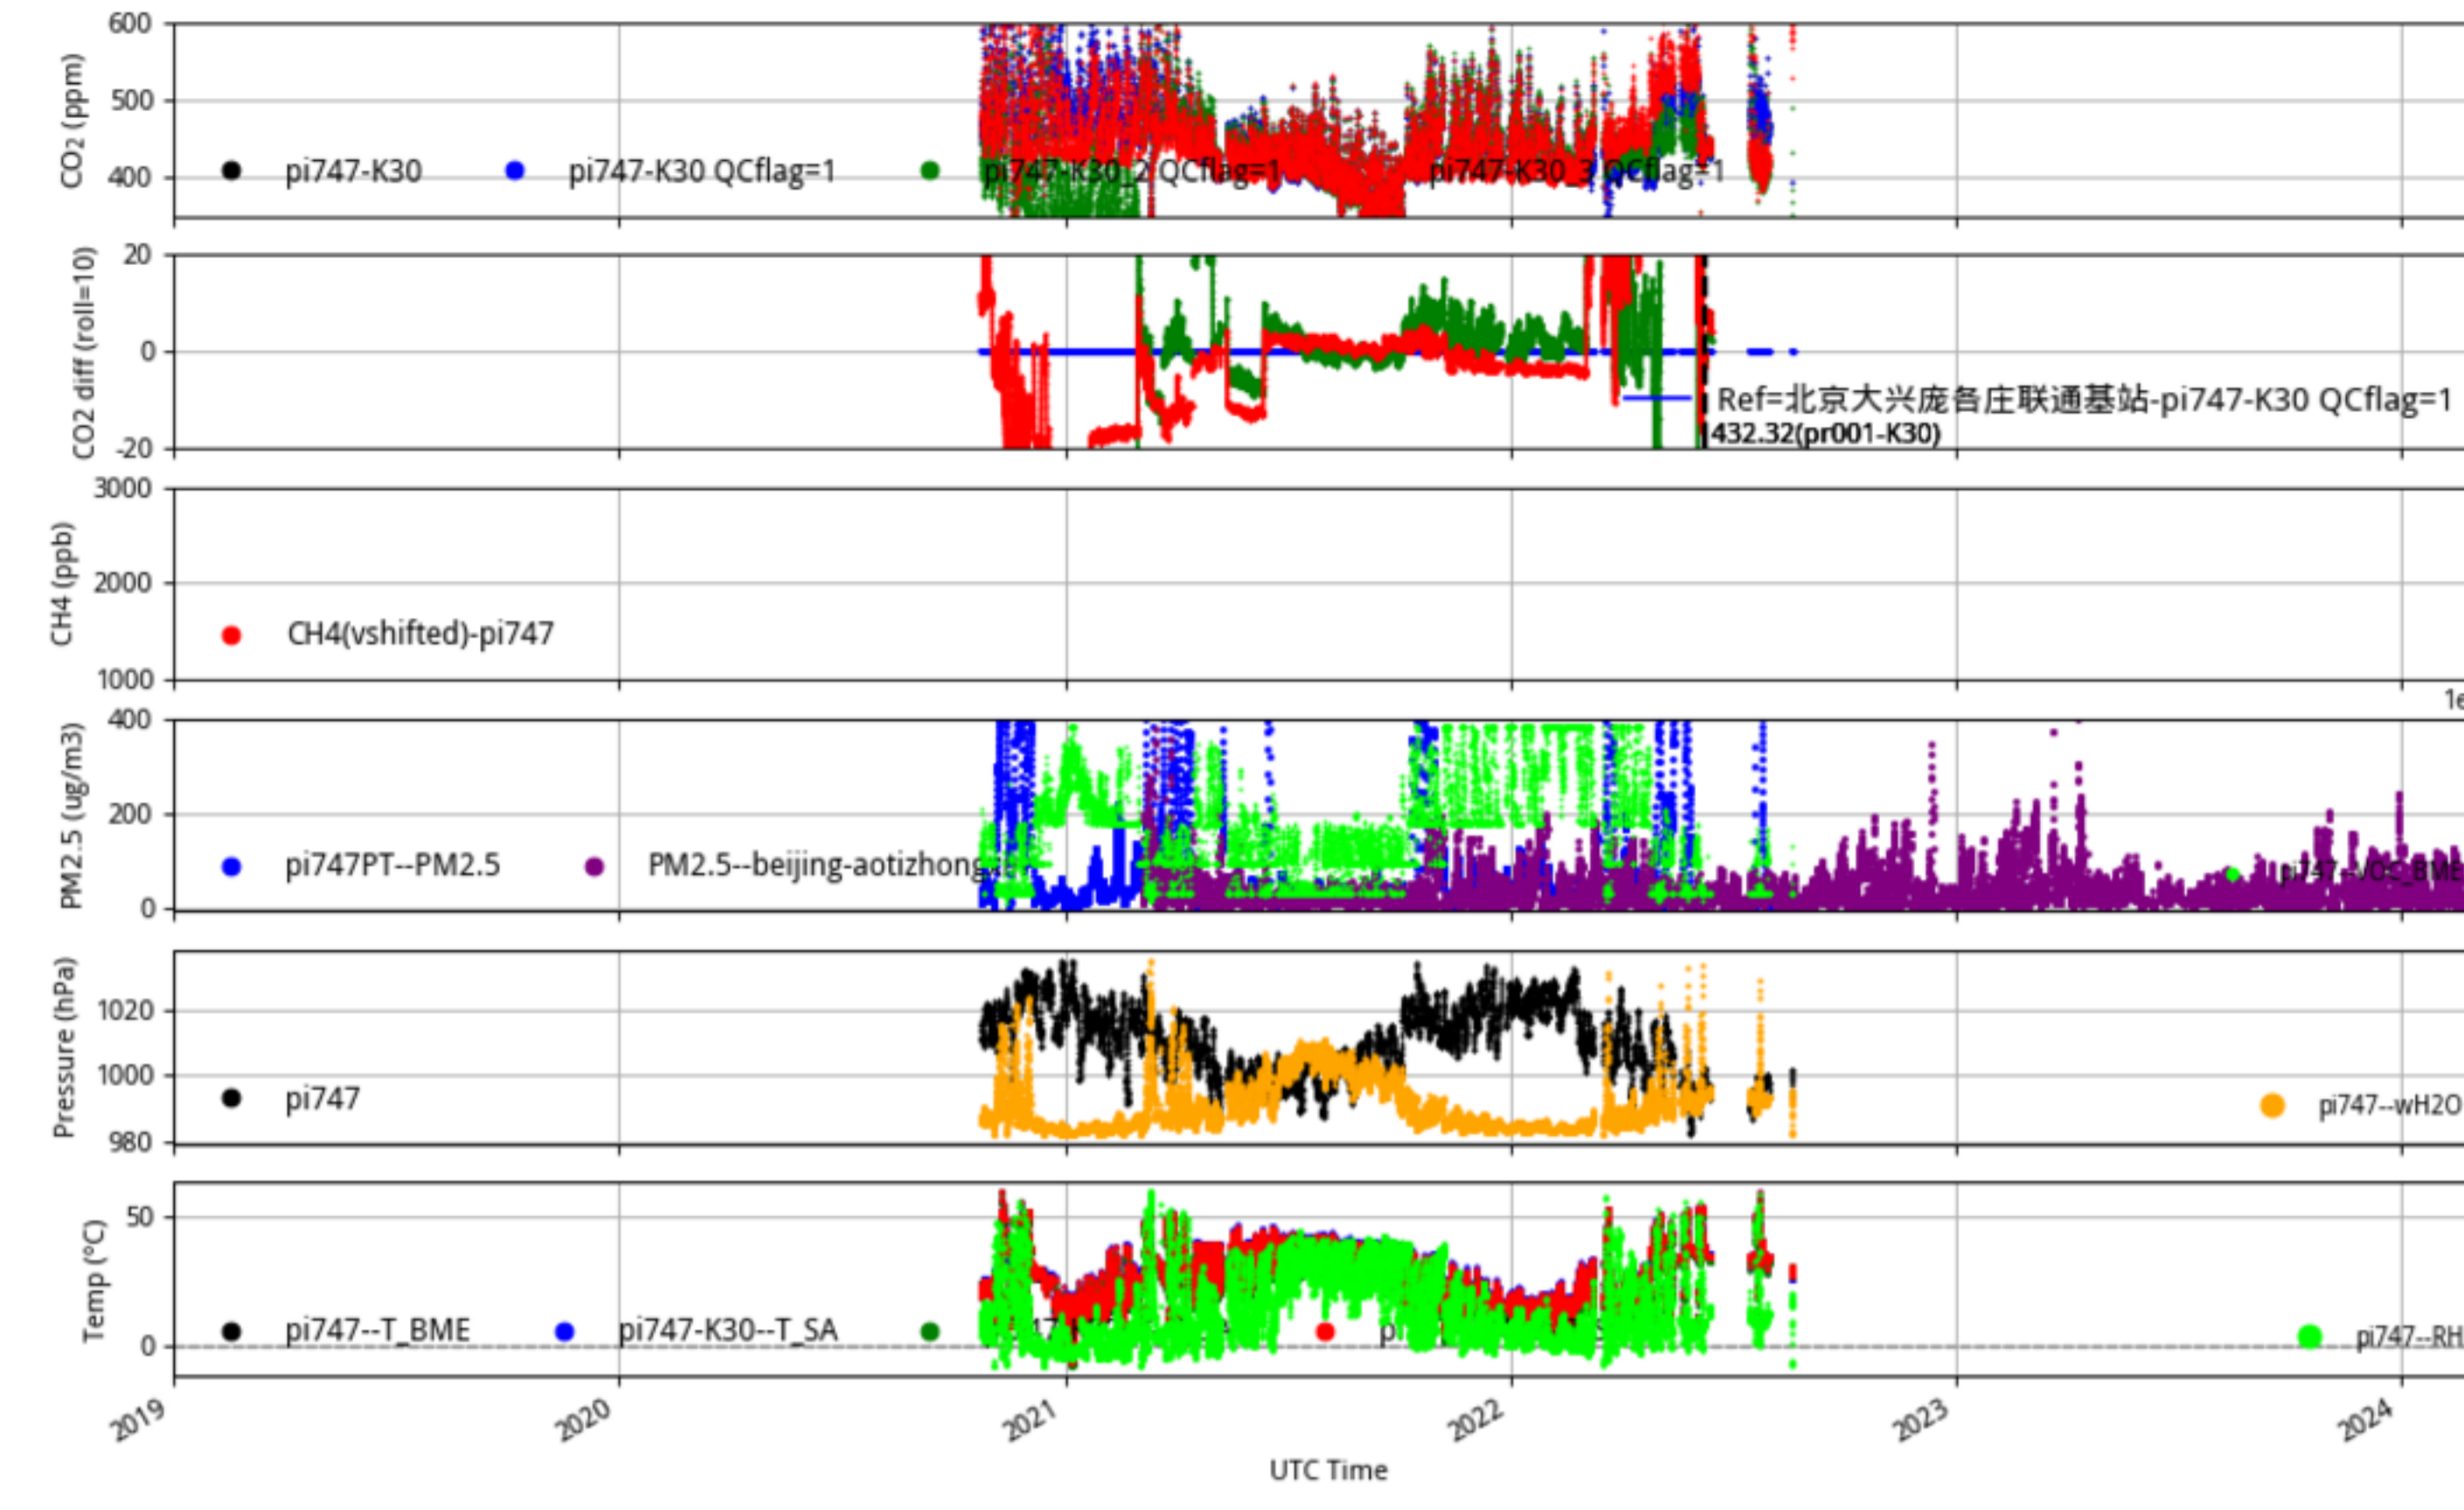 600
500
400
CO2 (ppm)
pi747-K30
pi747-K30 QCflag=1
pi747-K30_2 QCflag=1
pi747-K30_3 QCflag=1
20
0
-20
CO2 diff (roll=10)
Ref=北京大兴庞各庄联通基站-pi747-K30 QCflag=1
432.32(pr001-K30)
3000
2000
1000
CH4 (ppb)
CH4(vshifted)-pi747
1e
400
200
0
PM2.5 (ug/m3)
pi747PT--PM2.5
PM2.5--beijing-aotizhong
pi747--VOC_BME
1020
1000
980
Pressure (hPa)
pi747
pi747--wH2O
50
0
Temp (°C)
pi747--T_BME
pi747-K30--T_SA
pi747--RH
2019
2020
2021
2022
2023
2024
UTC Time